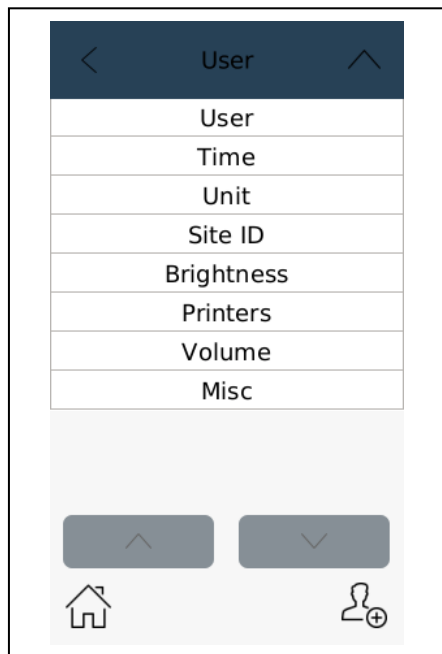 User
User
Time
Unit
Site ID
Brightness
Printers
Volume
Misc